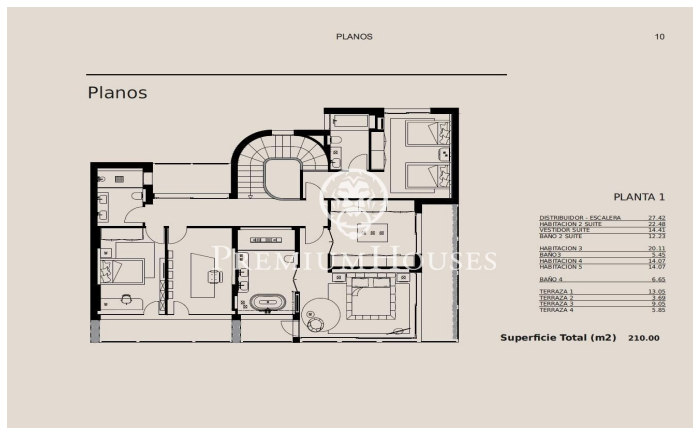 PLANOS
10
Planos
PREMIUM HOUSES
PLANTA 1
DISTRIBUIDOR - ESCALERA 27.42
HABITACION 2 SUITE 22.48
VESTIDOR SUITE 14.41
BANO 2 SUITE 12.23
HABITACION 3 20.11
BAÑO3 5.45
HABITACION 4 14.07
HABITACION 5 14.07
BAÑO 4 6.65
TERRAZA 1 13.05
TERRAZA 2 3.69
TERRAZA 3 9.05
TERRAZA 4 5.85
Superficie Total (m2) 210.00